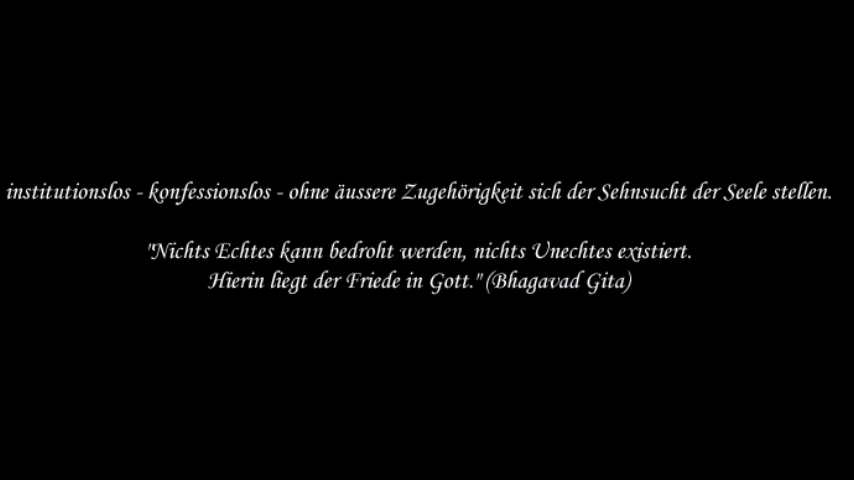 institutionslos - konfessionslos - ohne äussere Zugehörigkeit sich der Sehnsucht der Seele stellen.
"Nichts Echtes kann bedroht werden, nichts Unechtes existiert.
Hierin liegt der Friede in Gott." (Bhagavad Gita)